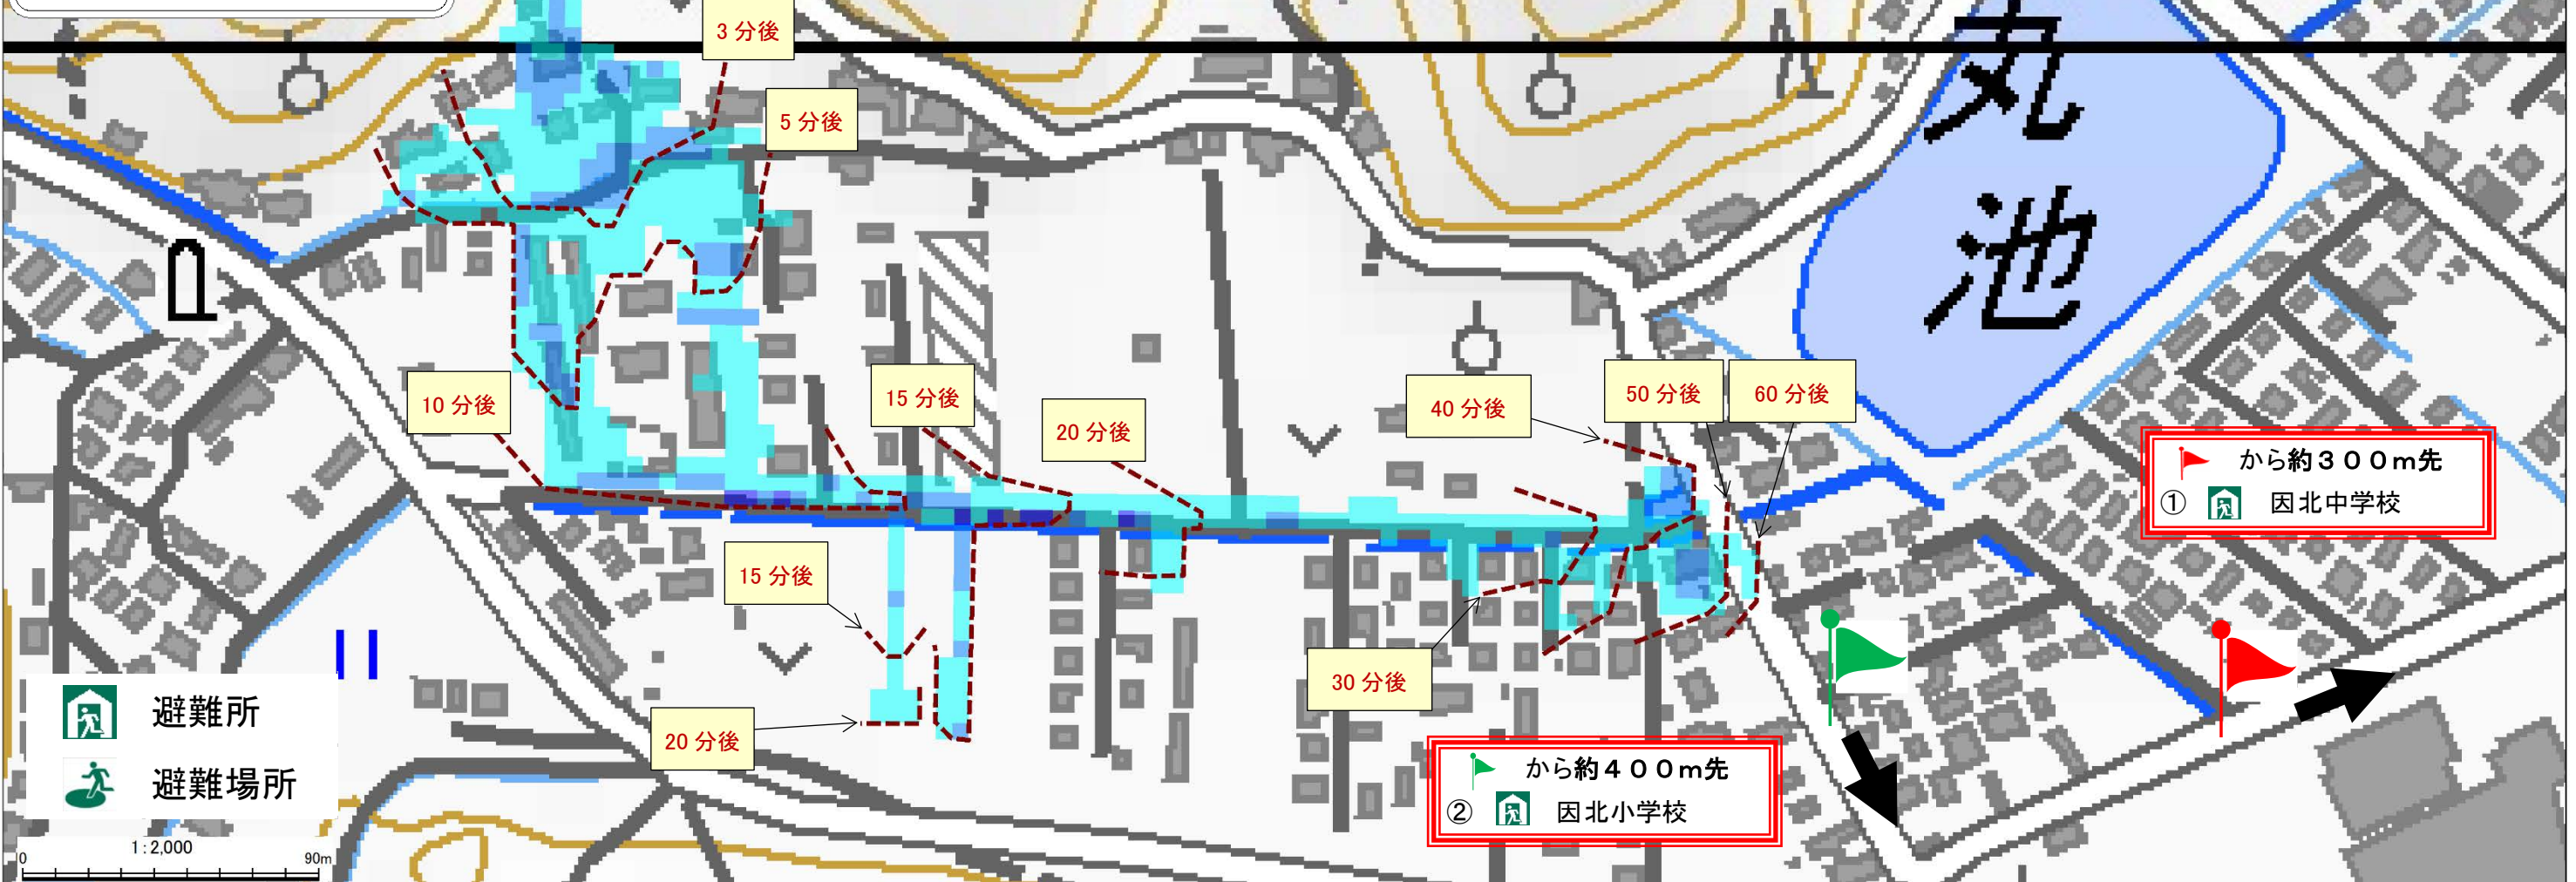 3 分後
5 分後
丸池
10 分後
15 分後
20 分後
40 分後
50 分後
60 分後
から約３００ｍ先
① 因北中学校
15 分後
20 分後
30 分後
から約４００ｍ先
② 因北小学校
避難所
避難場所
1:2,000
0 90m